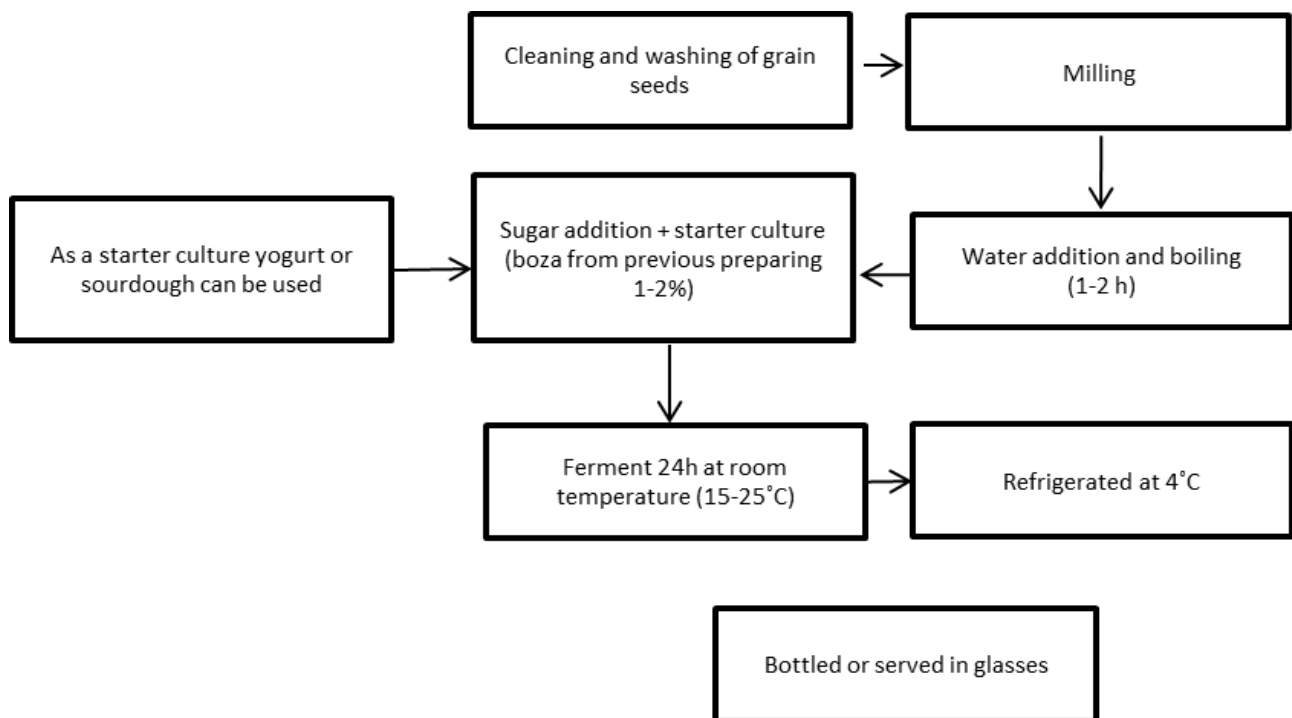 Cleaning and washing of grain
seeds
Milling
As a starter culture yogurt or
sourdough can be used
Sugar addition + starter culture
(boza from previous preparing
1-2%)
Water addition and boiling
(1-2 h)
Ferment 24h at room
temperature (15-25˚C)
Refrigerated at 4˚C
Bottled or served in glasses